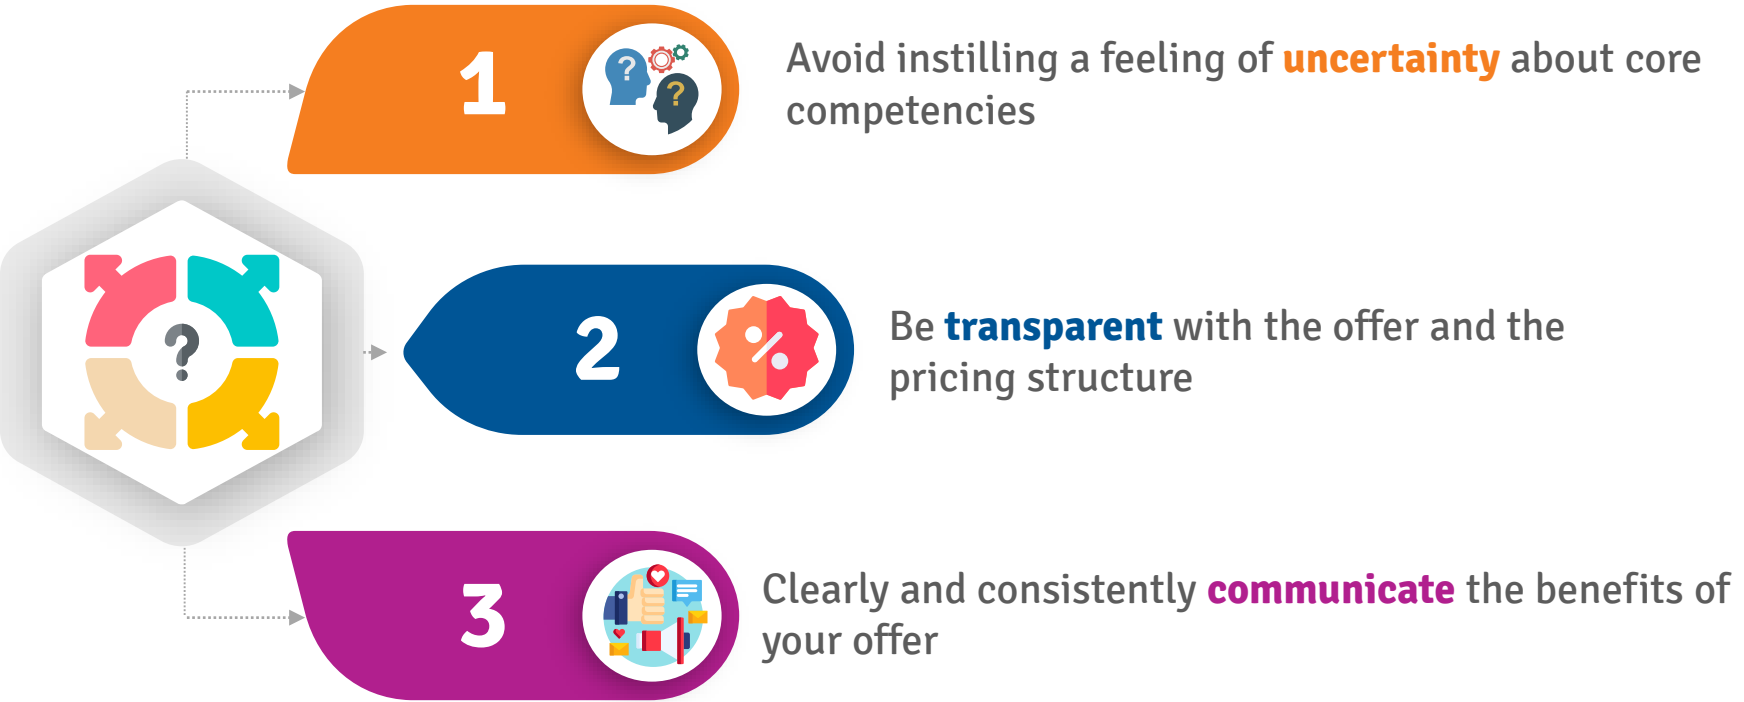 1
Avoid instilling a feeling of uncertainty about core
competencies
2
Be transparent with the offer and the
pricing structure
3
Clearly and consistently communicate the benefits of
your offer